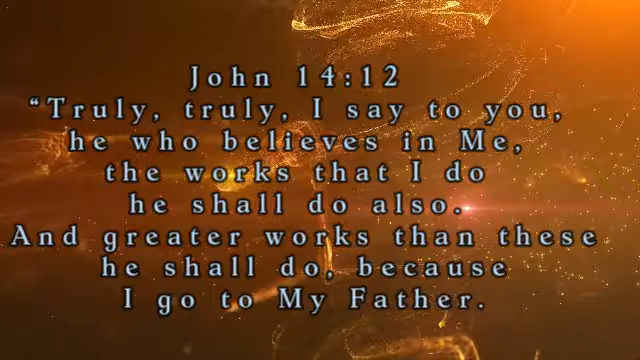 John 14:12
“Truly, truly, I say to you,
he who believes in Me,
the works that I do
he shall do also.
And greater works than these
he shall do, because
I go to My Father.